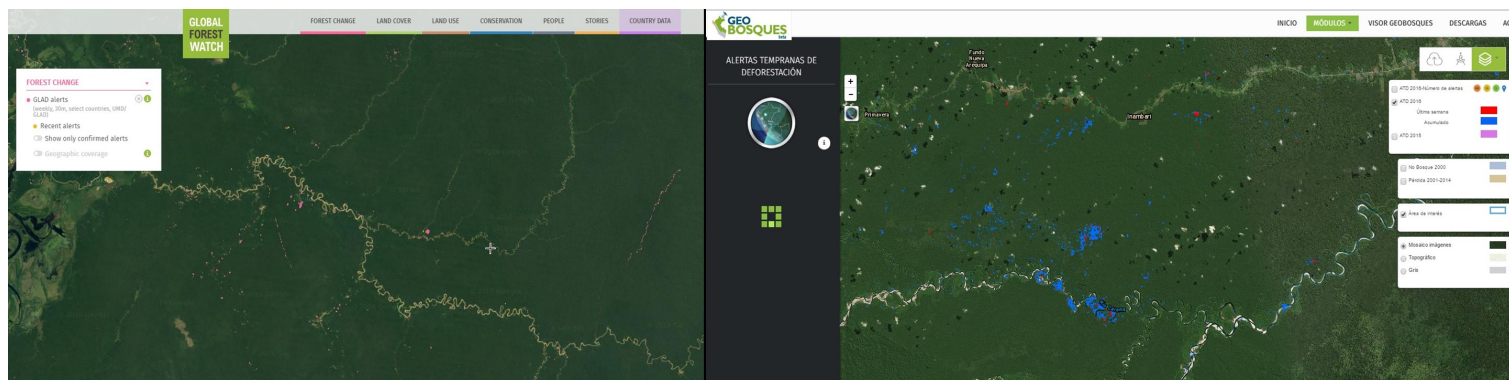 GLOBAL
FOREST
WATCH
FOREST CHANGE
LAND COVER
LAND USE
CONSERVATION
PEOPLE
STORIES
COUNTRY DATA
FOREST CHANGE
GLAD alerts
(weekly, 30m, select countries, UMD/
GLAD)
Recent alerts
Show only confirmed alerts
Geographic coverage
GEO
BOSQUES
beta
INICIO
MÓDULOS
VISOR GEOBOSQUES
DESCARGAS
ALERTAS TEMPRANAS DE
DEFORESTACIÓN
+
-
Primavera
Fundo
Nueva
Arequipa
Inambari
ATD 2016-Número de alertas
ATD 2016
Última semana
Acumulado
ATD 2015
No Bosque 2000
Pérdida 2001-2014
Área de interés
Mosaico imágenes
Topográfico
Gris